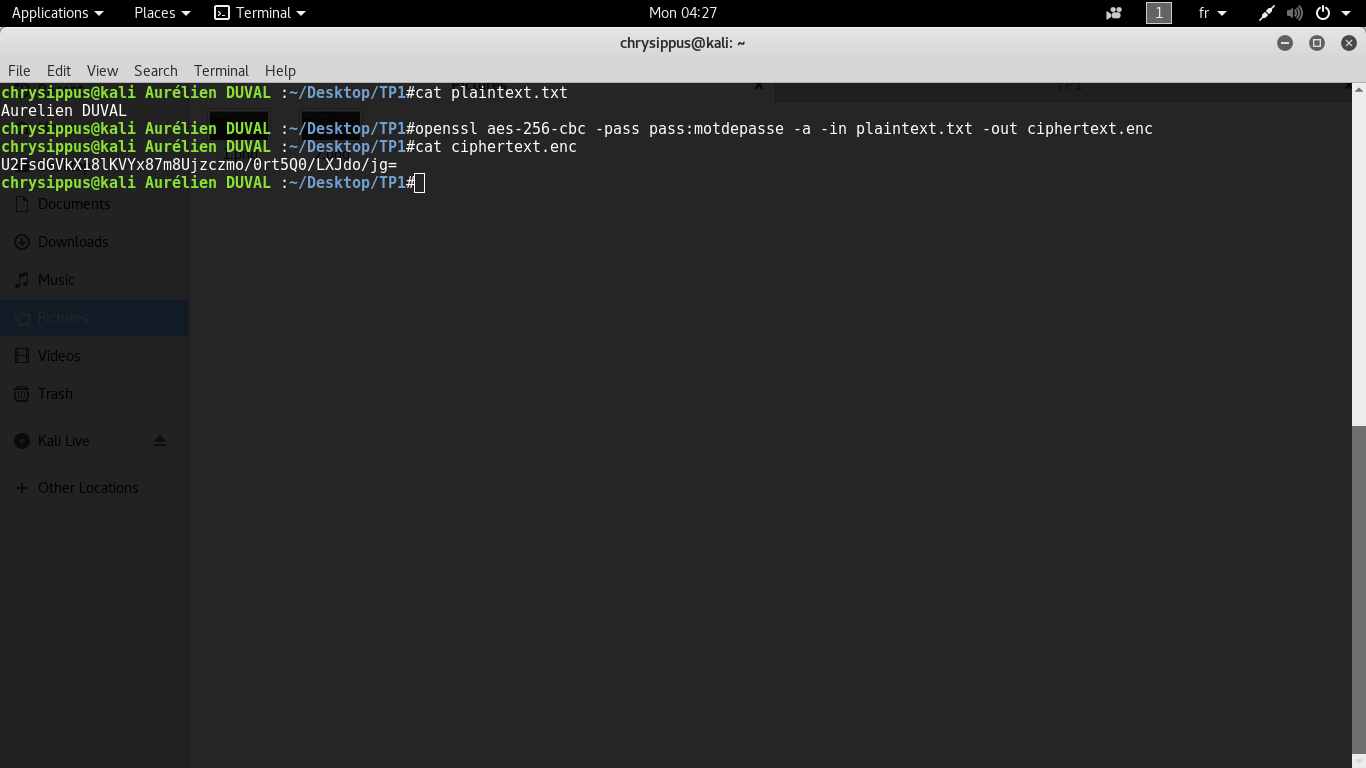 Applications Places Terminal Mon 04:27 1 fr
chrysippus@kali: ~
File Edit View Search Terminal Help
chrysippus@kali Aurélien DUVAL :~/Desktop/TP1#cat plaintext.txt
Aurelien DUVAL
chrysippus@kali Aurélien DUVAL :~/Desktop/TP1#openssl aes-256-cbc -pass pass:motdepasse -a -in plaintext.txt -out ciphertext.enc
chrysippus@kali Aurélien DUVAL :~/Desktop/TP1#cat ciphertext.enc
U2FsdGVkX18lKVYx87m8Ujzczmo/0rt5Q0/LXJdo/jg=
chrysippus@kali Aurélien DUVAL :~/Desktop/TP1#
TP1
Documents
Downloads
Music
Pictures
Videos
Trash
Kali Live
Other Locations